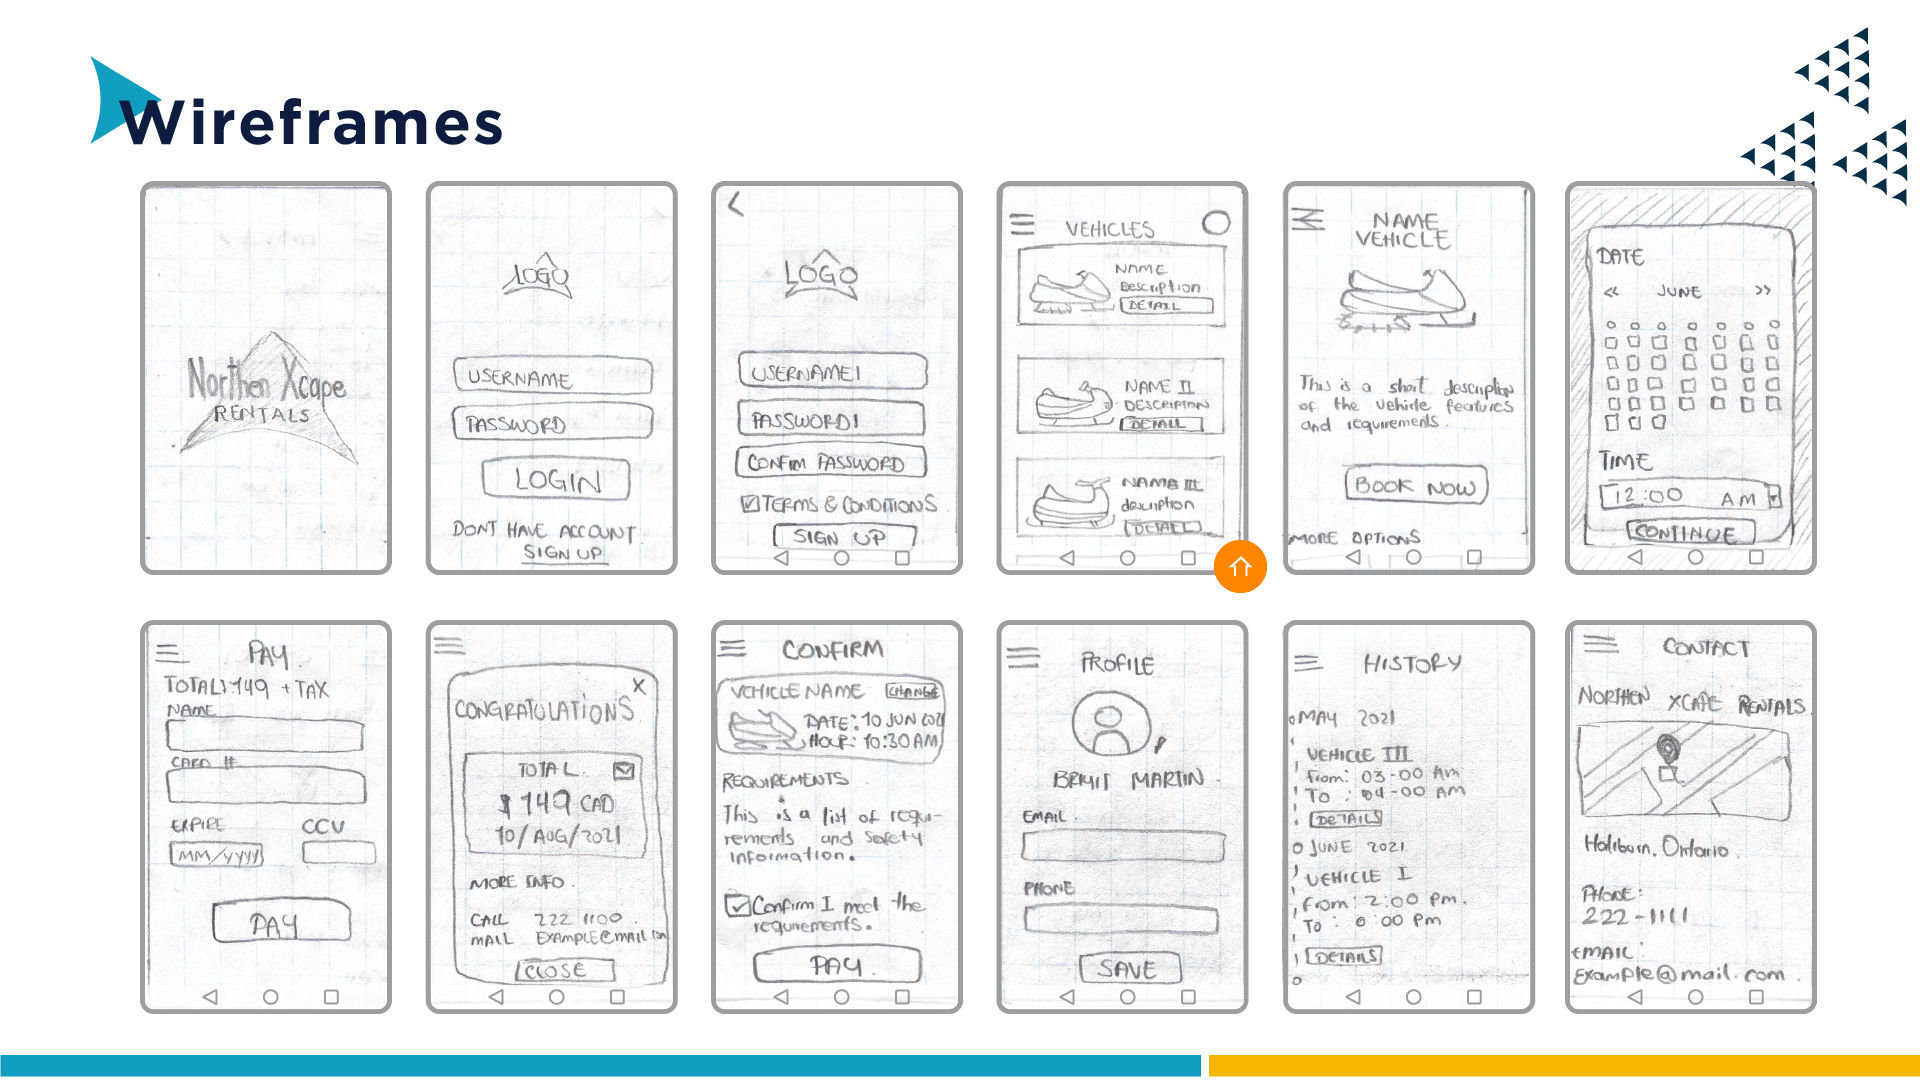 Wireframes
Northen Xcape
RENTALS
LOGO
USERNAME
PASSWORD
LOGIN
DONT HAVE ACCOUNT
SIGN UP
LOGO
USERNAME
PASSWORD
CONFIM PASSWORD
TERMS & CONDITIONS
SIGN UP
VEHICLES
NAME
Description
DETAIL
NAME II
DESCRIPTION
DETAIL
NAME III
description
DETAIL
NAME
VEHICLE
This is a short description
of the vehicle features
and requirements.
BOOK NOW
MORE OPTIONS
DATE
<< JUNE >>
TIME
12:00 AM
CONTINUE
PAY
TOTAL: 149 + TAX
NAME
CARD #
EXPIRE CCV
MM/YYYY
PAY
X
CONGRATULATIONS
TOTAL
$149 CAD
10/AUG/2021
MORE INFO.
CALL 222 1100.
MAIL EXAMPLE@MAIL.COM
CLOSE
CONFIRM
VEHICLE NAME CHANGE
DATE: 10 JUN 2021
HOUR: 10:30 AM
REQUIREMENTS.
This is a list of requi-
rements and safety
information.
Confirm I meet the
requirements.
PAY.
PROFILE
MARTIN.
EMAIL
PHONE
SAVE
HISTORY
MAY 2021
VEHICLE III
From: 03-00 Am
To: 04-00 AM
DETAILS
JUNE 2021
VEHICLE I
From: 2:00 Pm.
To: 6:00 Pm
DETAILS
CONTACT
NORTHEN XCAPE RENTALS.
Ontario.
PHONE:
222-1111
EMAIL:
Example@mail.com.